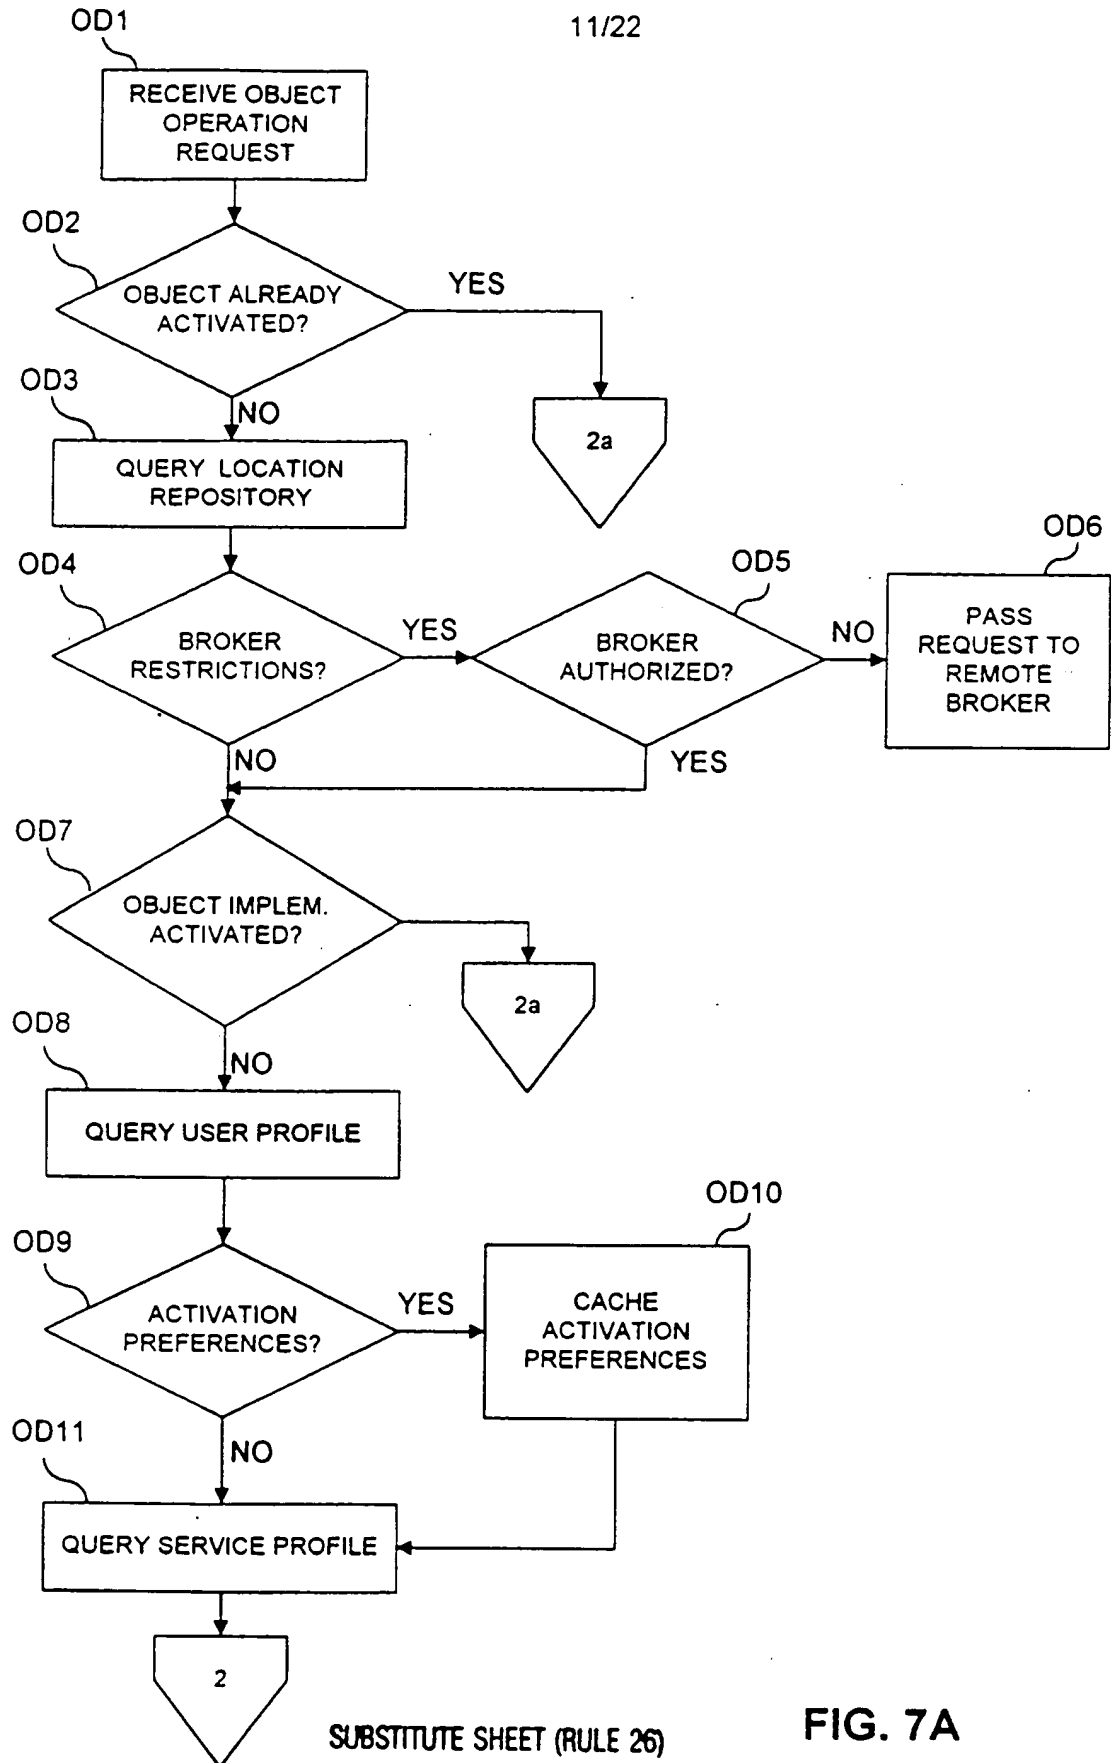 OD1
11/22
RECEIVE OBJECT
OPERATION
REQUEST
OD2
OBJECT ALREADY
ACTIVATED?
YES
2a
OD3
NO
QUERY LOCATION
REPOSITORY
OD4
BROKER
RESTRICTIONS?
YES
OD5
BROKER
AUTHORIZED?
NO
OD6
PASS
REQUEST TO
REMOTE
BROKER
NO
YES
OD7
OBJECT IMPLEM.
ACTIVATED?
2a
OD8
NO
QUERY USER PROFILE
OD9
ACTIVATION
PREFERENCES?
YES
OD10
CACHE
ACTIVATION
PREFERENCES
OD11
NO
QUERY SERVICE PROFILE
2
SUBSTITUTE SHEET (RULE 26)
FIG. 7A